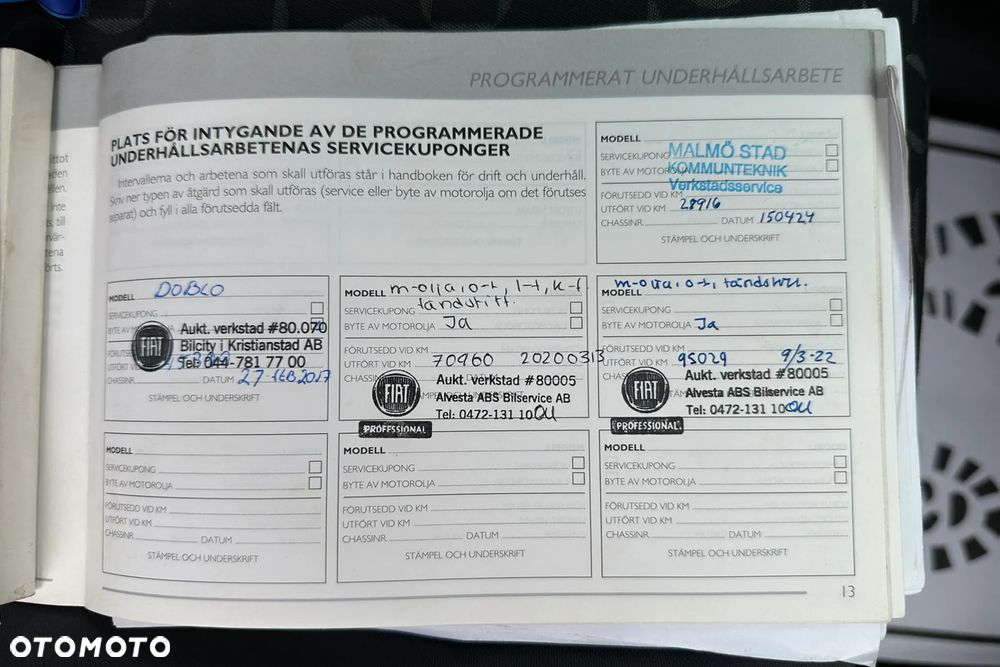 PROGRAMMERAT UNDERHÅLLSARBETE
PLATS FÖR INTYGANDE AV DE PROGRAMMERADE
UNDERHÅLLSARBETENAS SERVICEKUPONGER
Intervallerna och arbetena som skall utföras står i handboken för drift och underhåll.
Skriv ner typen av åtgärd som skall utföras (service eller byte av motorolja om det förutses
separat) och fyll i alla förutsedda fält.
MODELL
SERVICEKUPONG
BYTE AV MOTOROLJA
MALMÖ STAD
KOMMUNTEKNIK
Verkstadsservice
FÖRUTSEDD VID KM
UTFÖRT VID KM 28916
CHASSINR. DATUM 150424
STÄMPEL OCH UNDERSKRIFT
MODELL DOBLO
SERVICEKUPONG
BYTE AV MOTOROLJA
FIAT
Aukt. verkstad #80.070
Bilcity i Kristianstad AB
Tel: 044-781 77 00
FÖRUTSEDD VID KM
UTFÖRT VID KM
CHASSINR. DATUM 27-FEB 2017
STÄMPEL OCH UNDERSKRIFT
MODELL m-olja, o-f, l-f, k-f
tändstift.
SERVICEKUPONG
BYTE AV MOTOROLJA Ja
FÖRUTSEDD VID KM
UTFÖRT VID KM 70960 20200313
CHASSINR.
FIAT
PROFESSIONAL
Aukt. verkstad #80005
Alvesta ABS Bilservice AB
Tel: 0472-131 10
MODELL m-olja, o-f, tändstift.
SERVICEKUPONG
BYTE AV MOTOROLJA Ja
FÖRUTSEDD VID KM
UTFÖRT VID KM 95029 9/3-22
CHASSINR.
FIAT
PROFESSIONAL
Aukt. verkstad #80005
Alvesta ABS Bilservice AB
Tel: 0472-131 10
MODELL
SERVICEKUPONG
BYTE AV MOTOROLJA
FÖRUTSEDD VID KM
UTFÖRT VID KM
CHASSINR. DATUM
STÄMPEL OCH UNDERSKRIFT
MODELL
SERVICEKUPONG
BYTE AV MOTOROLJA
FÖRUTSEDD VID KM
UTFÖRT VID KM
CHASSINR. DATUM
STÄMPEL OCH UNDERSKRIFT
MODELL
SERVICEKUPONG
BYTE AV MOTOROLJA
FÖRUTSEDD VID KM
UTFÖRT VID KM
CHASSINR. DATUM
STÄMPEL OCH UNDERSKRIFT
13
OTOMOTO